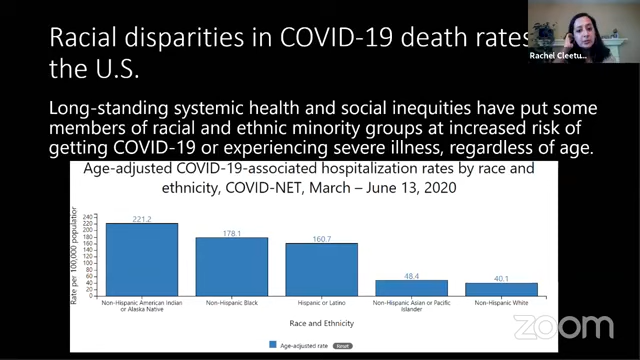 Racial disparities in COVID-19 death rates
the U.S.
Rachel Cleetu...
Long-standing systemic health and social inequities have put some
members of racial and ethnic minority groups at increased risk of
getting COVID-19 or experiencing severe illness, regardless of age.
Age-adjusted COVID-19-associated hospitalization rates by race and
ethnicity, COVID-NET, March – June 13, 2020
Rate per 100,000 population
240
220
200
180
160
140
120
100
80
60
40
20
0
221.2
178.1
160.7
48.4
40.1
Non-Hispanic American Indian
or Alaska Native
Non-Hispanic Black
Hispanic or Latino
Non-Hispanic Asian or Pacific
Islander
Non-Hispanic White
Race and Ethnicity
Age-adjusted rate
Reset
zoom